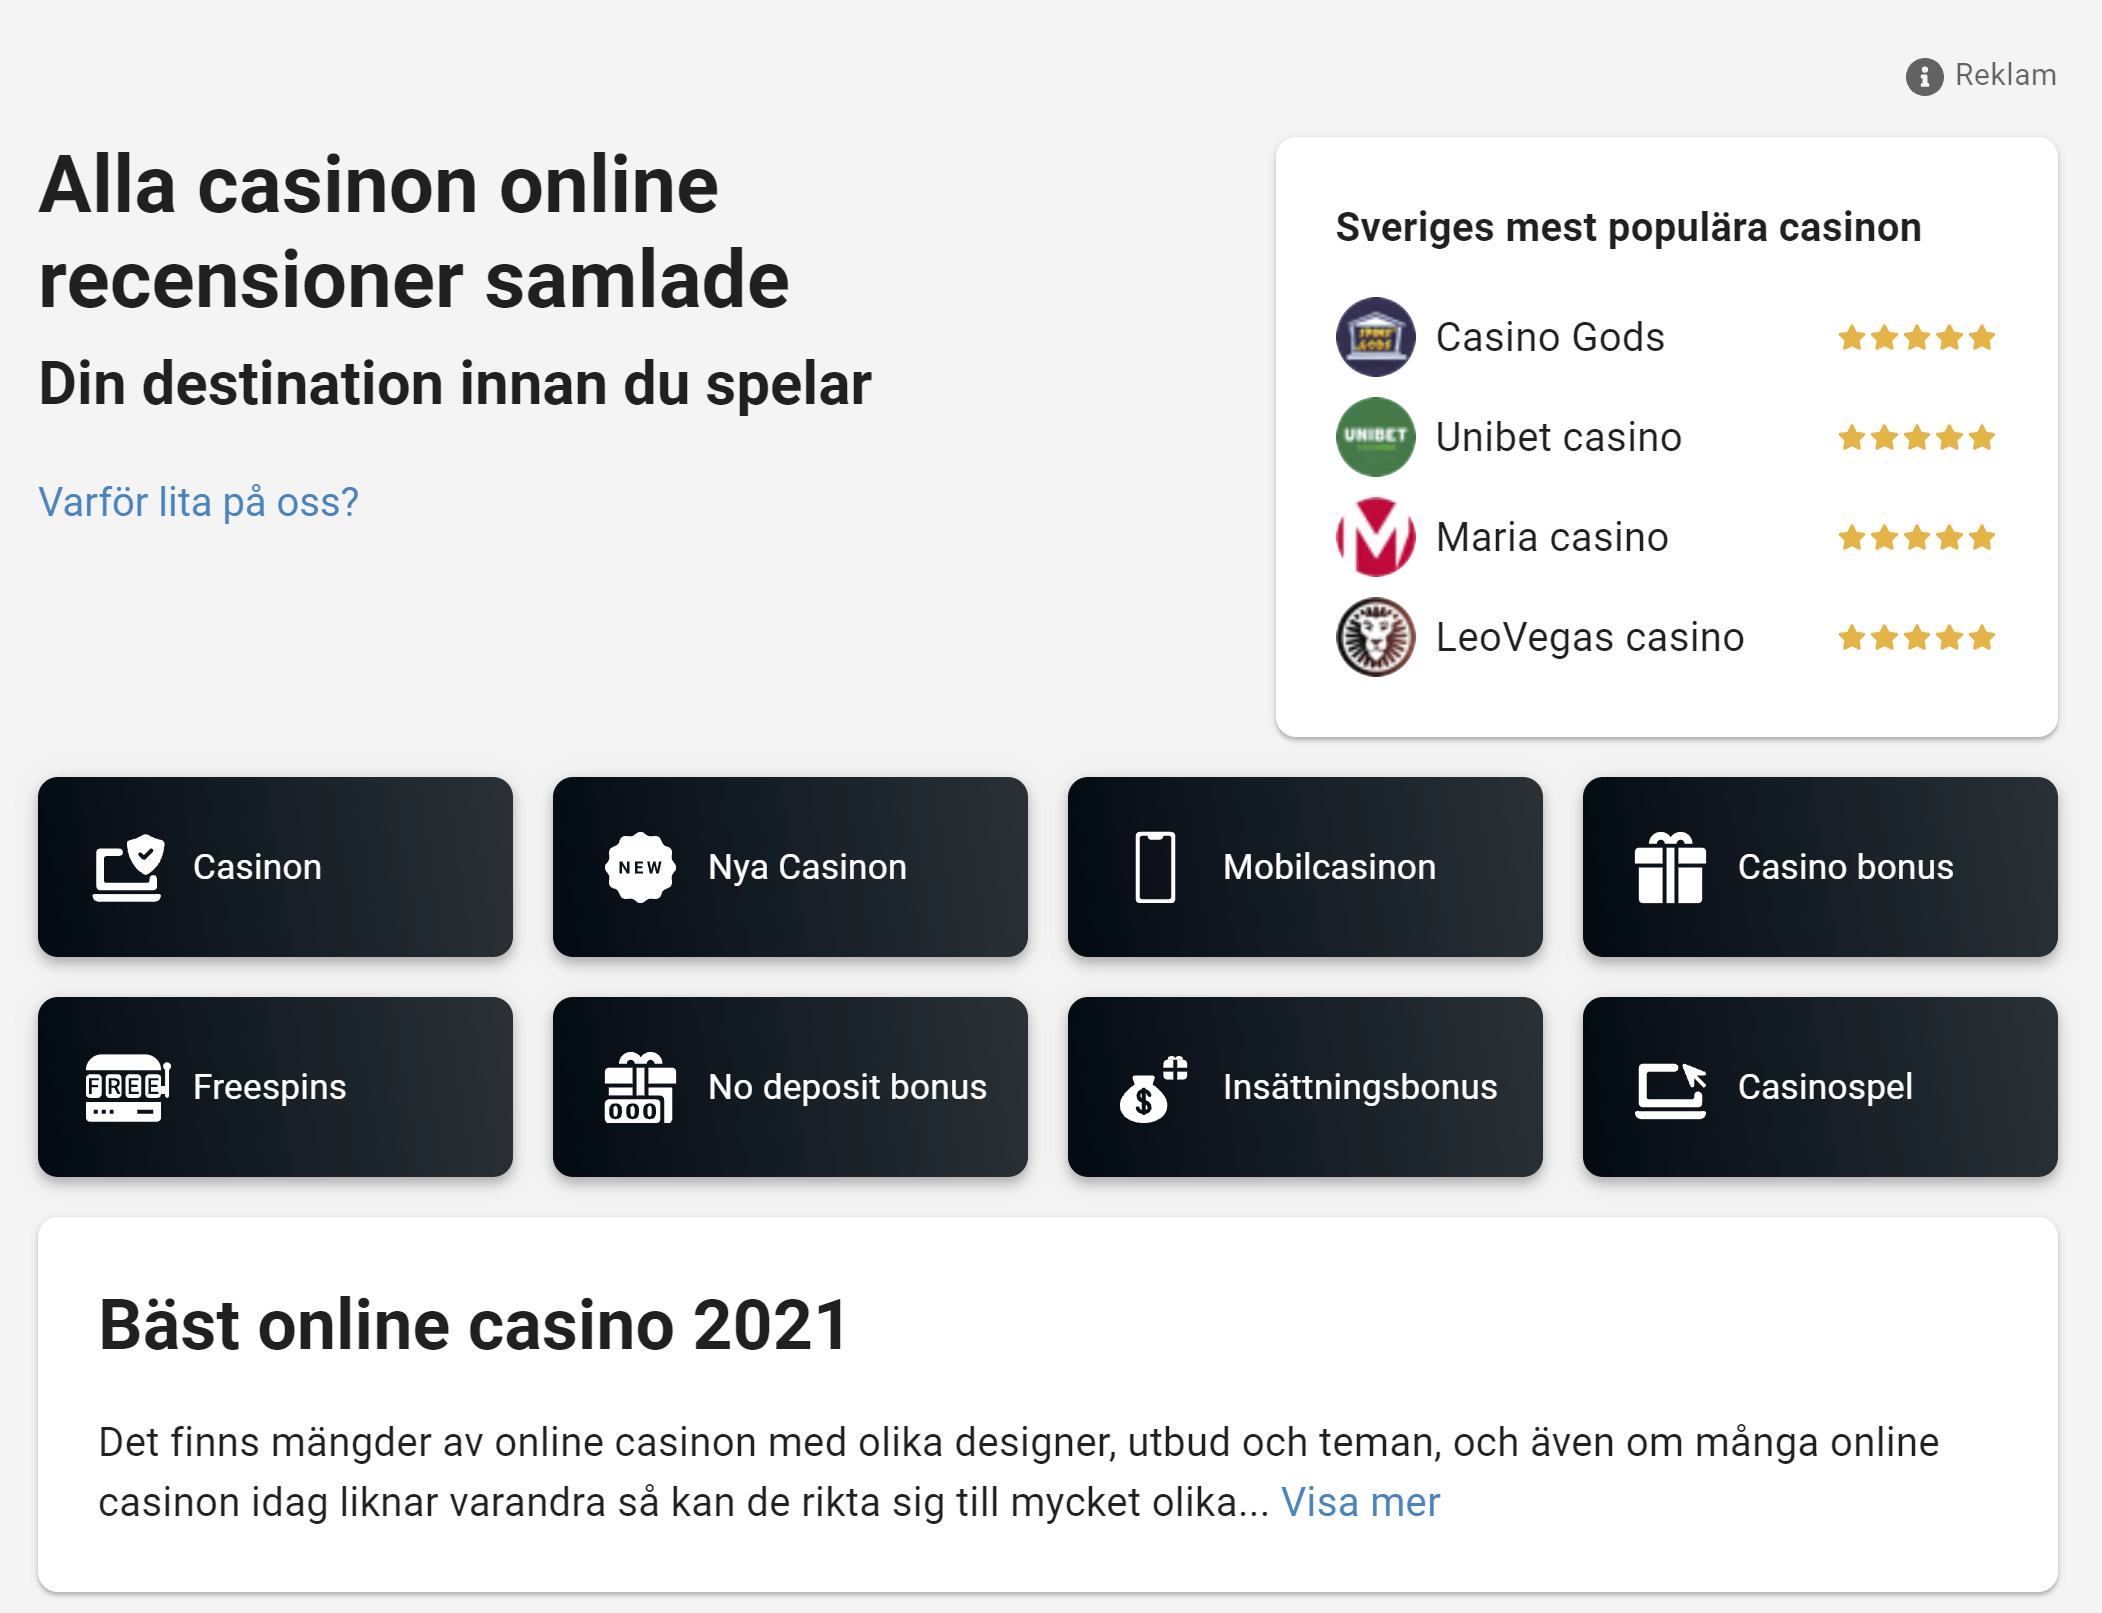 Reklam
Alla casinon online
recensioner samlade
Din destination innan du spelar
Varför lita på oss?
Sveriges mest populära casinon
Casino Gods
UNIBET
Unibet casino
M
Maria casino
LeoVegas casino
Casinon
NEW
Nya Casinon
Mobilcasinon
Casino bonus
FREE
Freespins
000
No deposit bonus
$
Insättningsbonus
Casinospel
Bäst online casino 2021
Det finns mängder av online casinon med olika designer, utbud och teman, och även om många online
casinon idag liknar varandra så kan de rikta sig till mycket olika... Visa mer